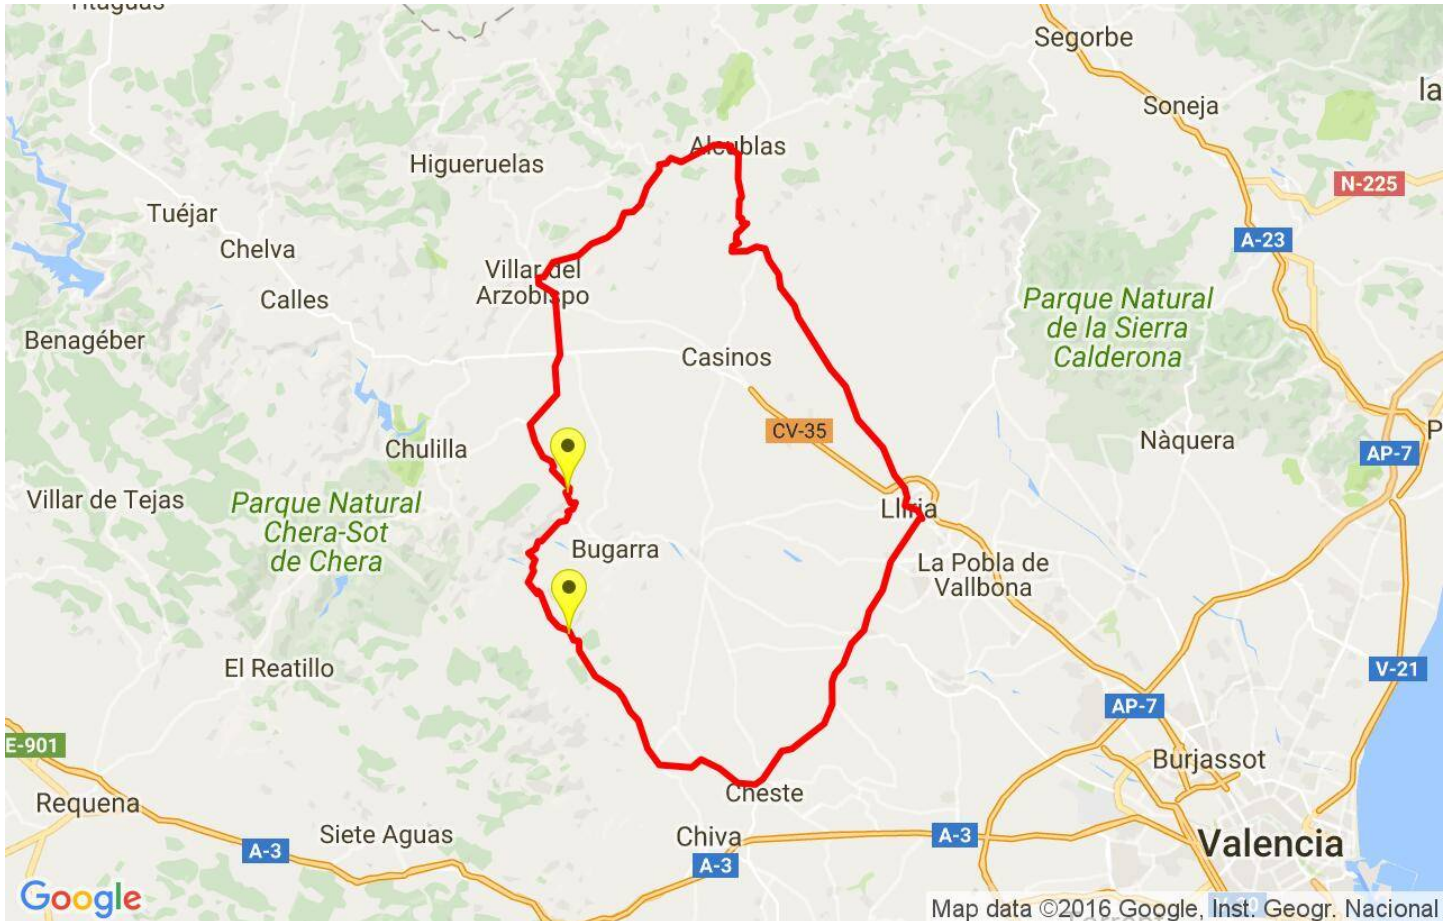 Segorbe
la
Soneja
Alcublas
Higueruelas
N-225
Tuéjar
A-23
Chelva
Villar del
Arzobispo
Calles
Parque Natural
de la Sierra
Calderona
Benagéber
Casinos
CV-35
Nàquera
Chulilla
P
AP-7
Villar de Tejas
Parque Natural
Chera-Sot
de Chera
Llíria
Bugarra
La Pobla de
Vallbona
El Reatillo
V-21
AP-7
E-901
Burjassot
Requena
Cheste
Siete Aguas
Chiva
A-3
Valencia
A-3
A-3
Google
Map data ©2016 Google, Inst. Geogr. Nacional